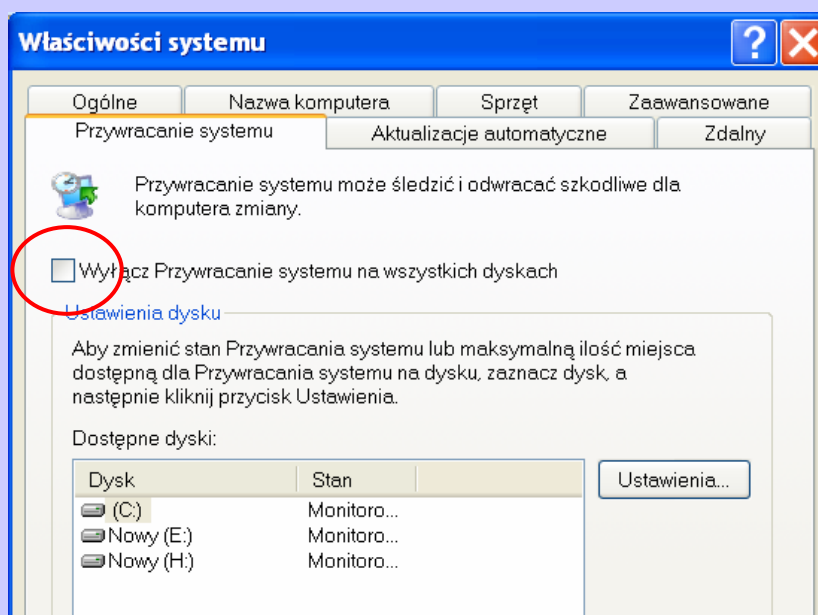 Właściwości systemu
Ogólne Nazwa komputera Sprzęt Zaawansowane
Przywracanie systemu Aktualizacje automatyczne Zdalny
Przywracanie systemu może śledzić i odwracać szkodliwe dla
komputera zmiany.
Wyłącz Przywracanie systemu na wszystkich dyskach
Ustawienia dysku
Aby zmienić stan Przywracania systemu lub maksymalną ilość miejsca
dostępną dla Przywracania systemu na dysku, zaznacz dysk, a
następnie kliknij przycisk Ustawienia.
Dostępne dyski:
Dysk Stan Ustawienia...
(C:) Monitoro...
Nowy (E:) Monitoro...
Nowy (H:) Monitoro...